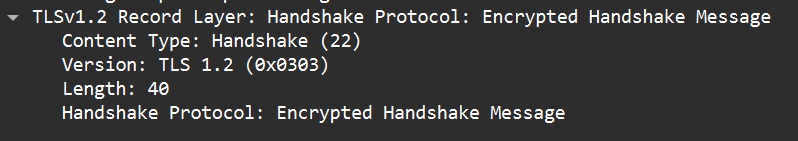 TLSv1.2 Record Layer: Handshake Protocol: Encrypted Handshake Message
Content Type: Handshake (22)
Version: TLS 1.2 (0x0303)
Length: 40
Handshake Protocol: Encrypted Handshake Message